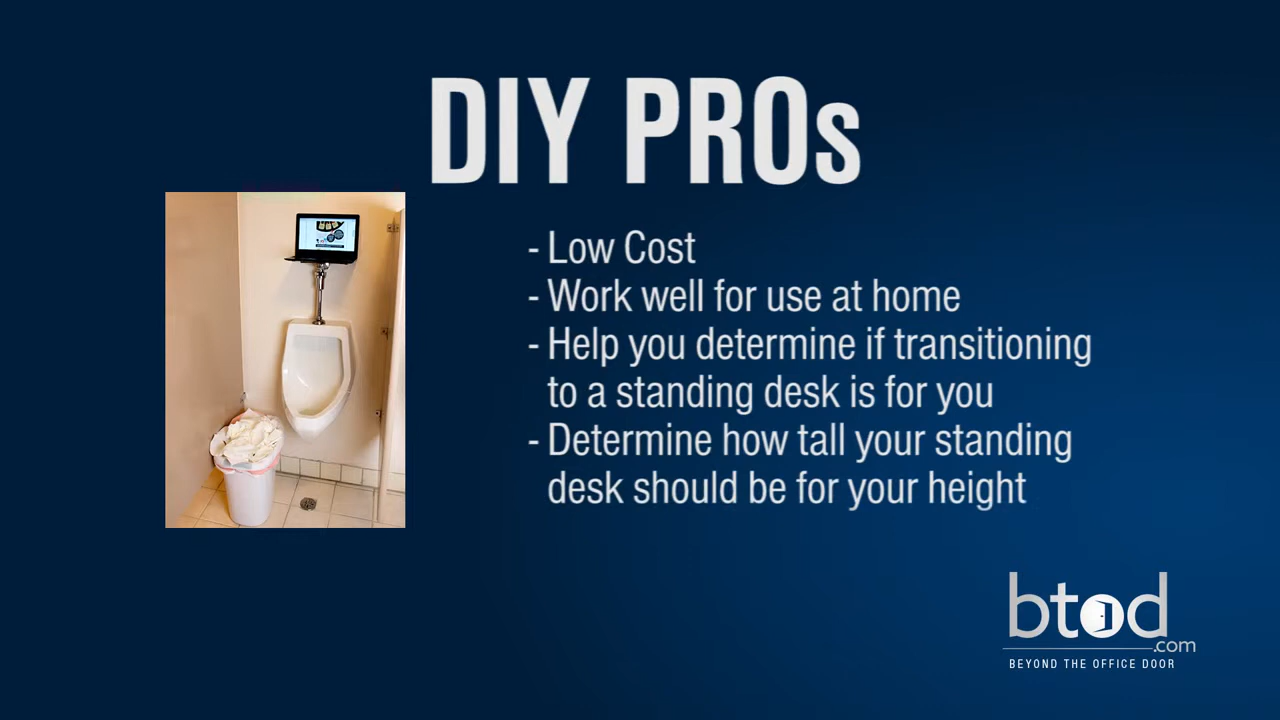 DIY PROs
- Low Cost
- Work well for use at home
- Help you determine if transitioning
to a standing desk is for you
- Determine how tall your standing
desk should be for your height
btod
.com
BEYOND THE OFFICE DOOR